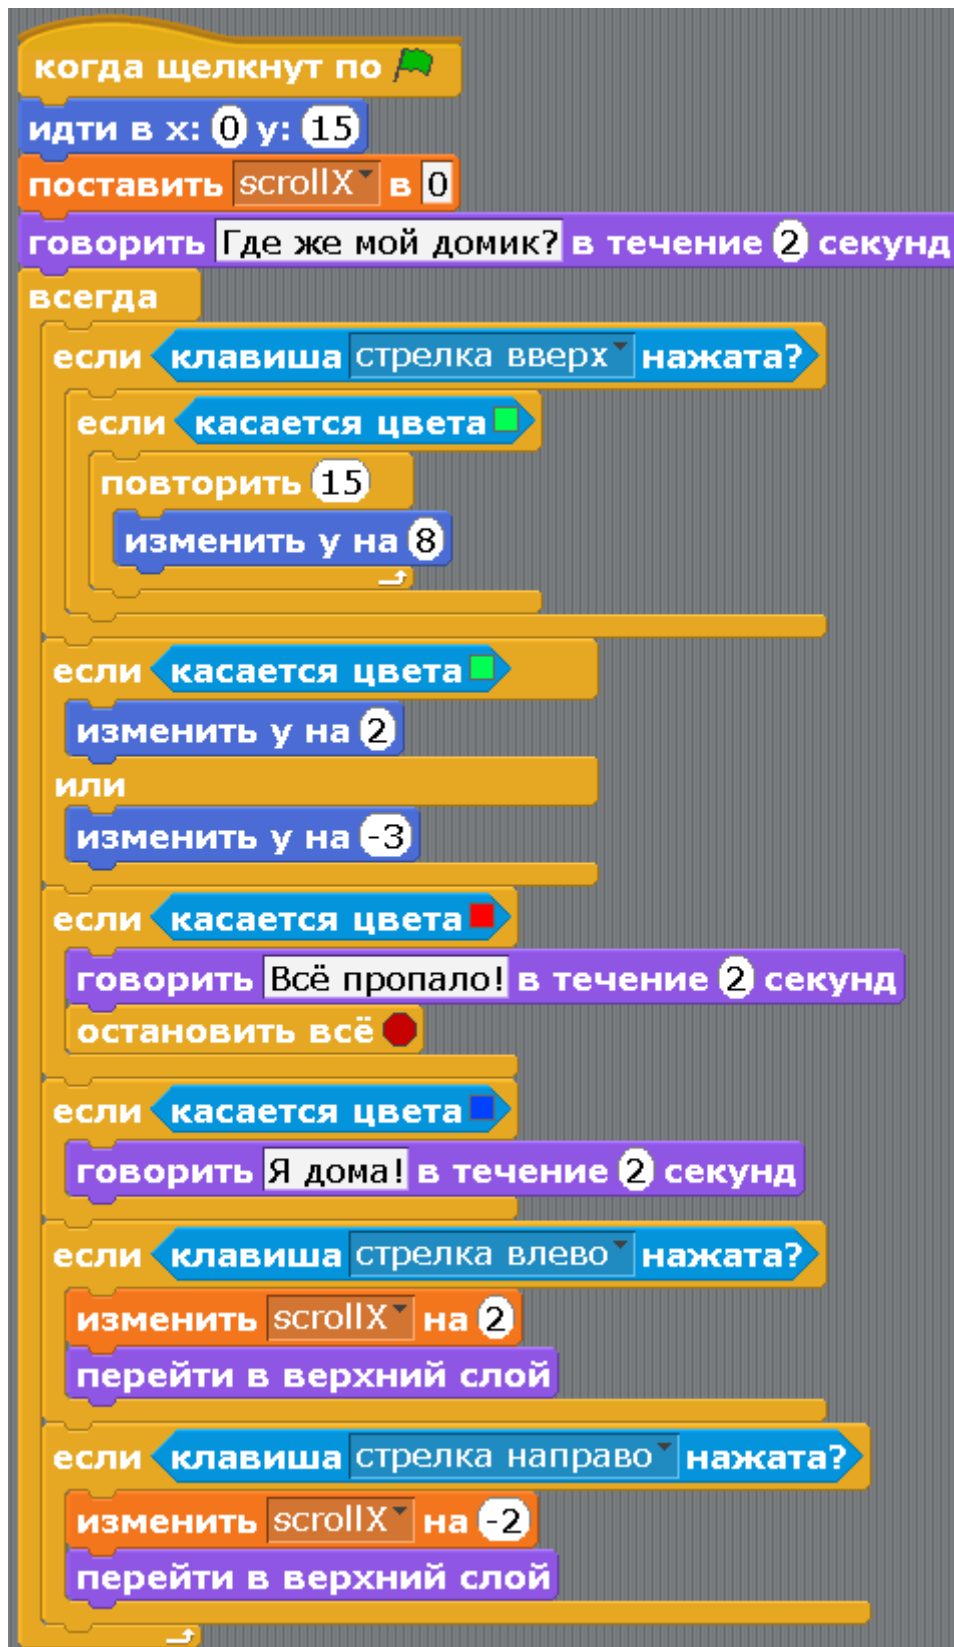 когда щелкнут по
идти в x: 0 y: 15
поставить scrollX в 0
говорить Где же мой домик? в течение 2 секунд
всегда
если клавиша стрелка вверх нажата?
если касается цвета
повторить 15
изменить y на 8
если касается цвета
изменить y на 2
или
изменить y на -3
если касается цвета
говорить Всё пропало! в течение 2 секунд
остановить всё
если касается цвета
говорить Я дома! в течение 2 секунд
если клавиша стрелка влево нажата?
изменить scrollX на 2
перейти в верхний слой
если клавиша стрелка направо нажата?
изменить scrollX на -2
перейти в верхний слой